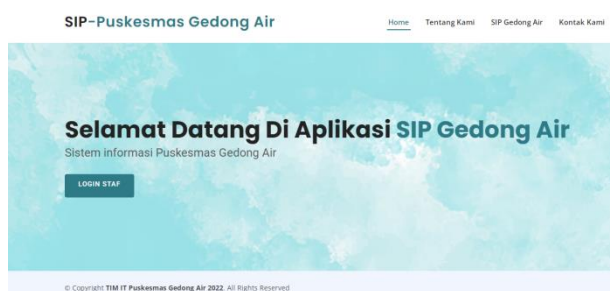 SIP-Puskesmas Gedong Air
Home Tentang Kami SIP Gedong Air Kontak Kami
Selamat Datang Di Aplikasi SIP Gedong Air
Sistem informasi Puskesmas Gedong Air
LOGIN STAF
© Copyright TIM IT Puskesmas Gedong Air 2022. All Rights Reserved